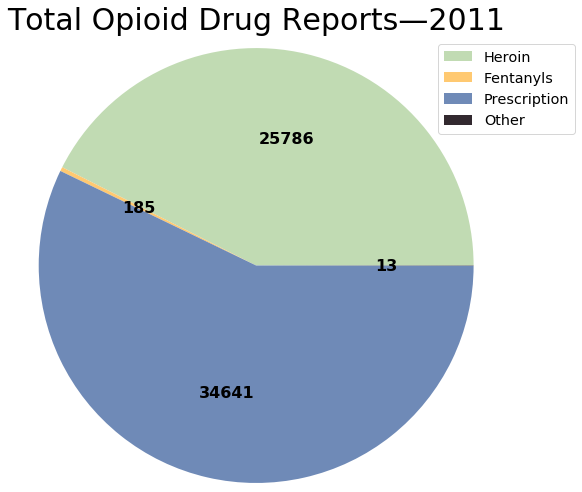 Total Opioid Drug Reports—2011
Heroin
Fentanyls
Prescription
Other
25786
185
13
34641